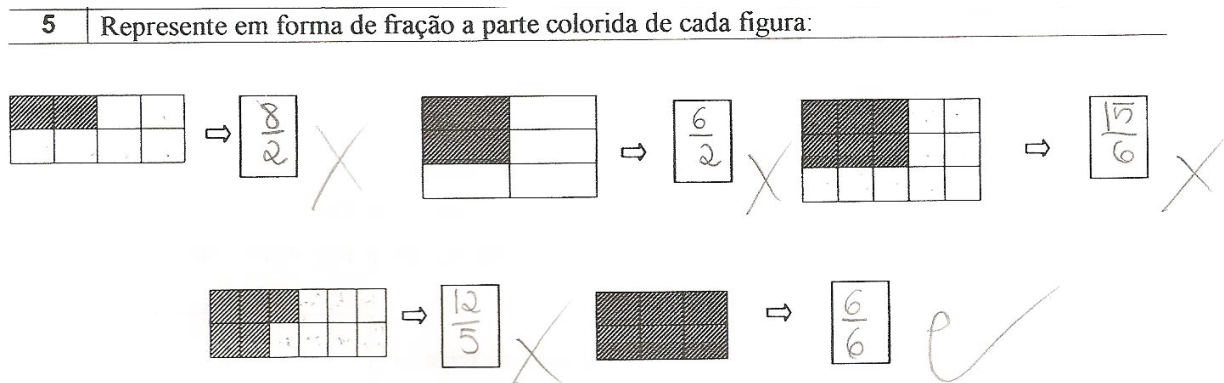 5 Represente em forma de fração a parte colorida de cada figura:
⇨ 8/2 X ⇨ 6/2 X ⇨ 15/6 X
⇨ 12/5 X ⇨ 6/6 C